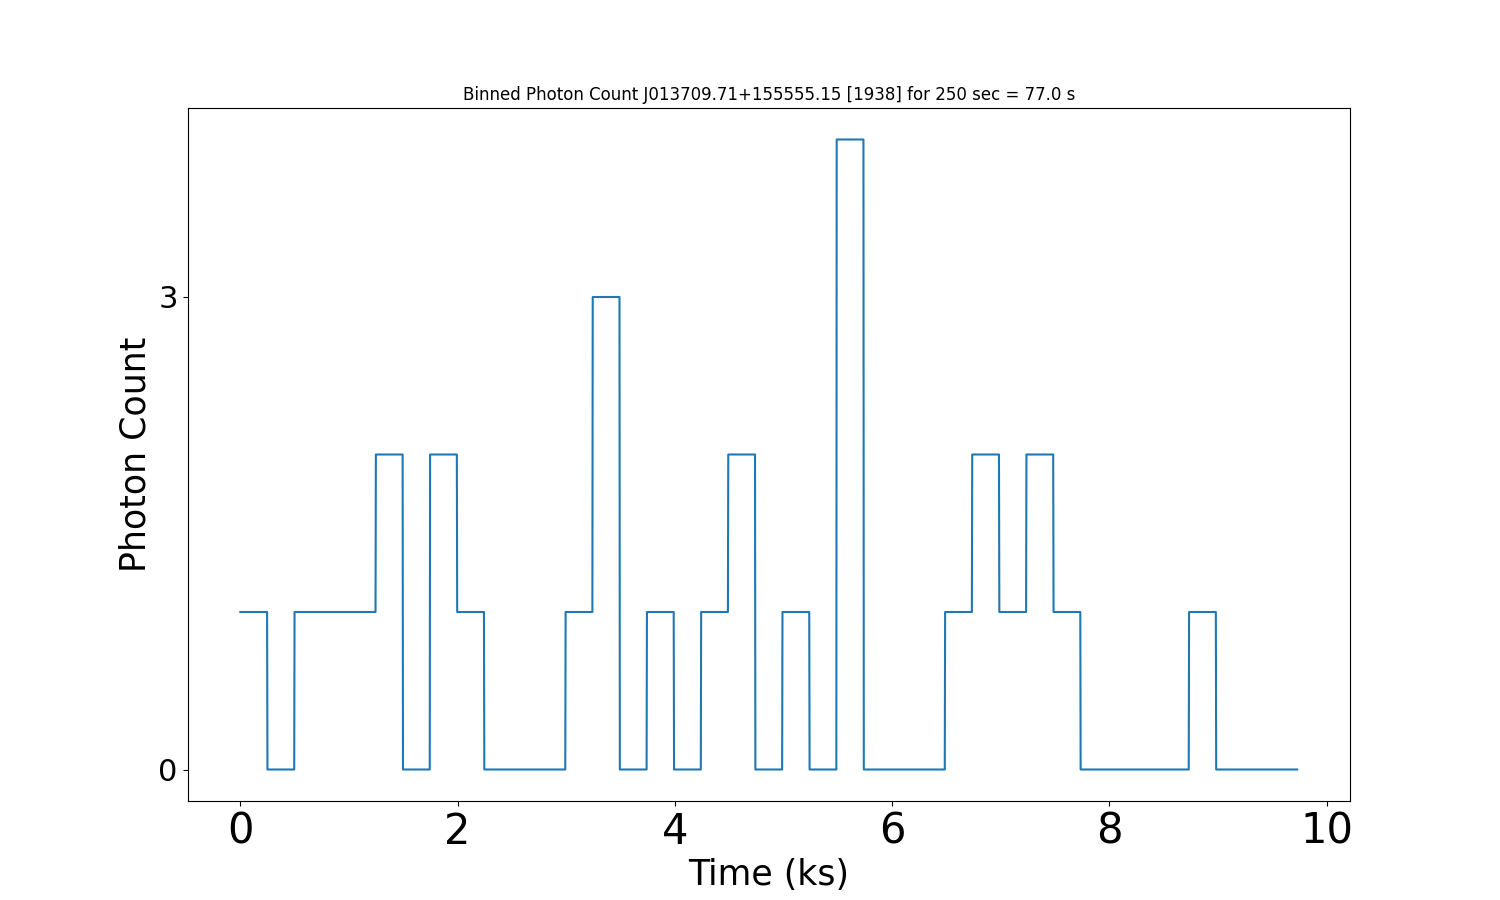 Binned Photon Count J013709.71+155555.15 [1938] for 250 sec = 77.0 s
3
0
Photon Count
0 2 4 6 8 10
Time (ks)